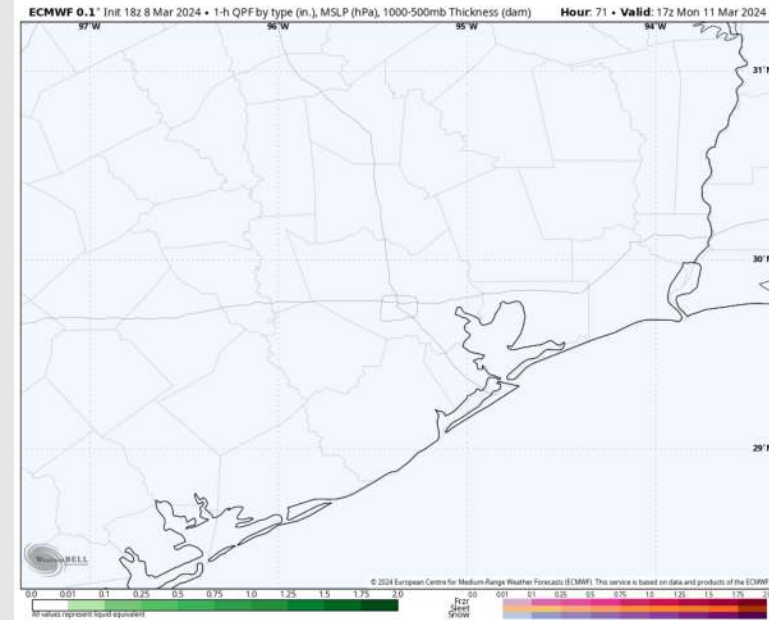 ECMWF 0.1° Init 18z 8 Mar 2024 • 1-h QPF by type (in.), MSLP (hPa), 1000-500mb Thickness (dam) Hour: 71 • Valid: 17z Mon 11 Mar 2024
97°W 96°W 95°W 94°W
31°N
30°N
29°N
WeatherBELL
© 2024 European Centre for Medium-Range Weather Forecasts (ECMWF). This service is based on data and products of the ECMWF
0.0 0.01 0.1 0.25 0.5 0.75 1.0 1.25 1.5 1.75 2.0 0.0 0.01 0.1 0.25 0.5 0.75 1.0 1.25 1.5 1.75 2.0
Frzr
Sleet
Snow
All values represent liquid equivalent